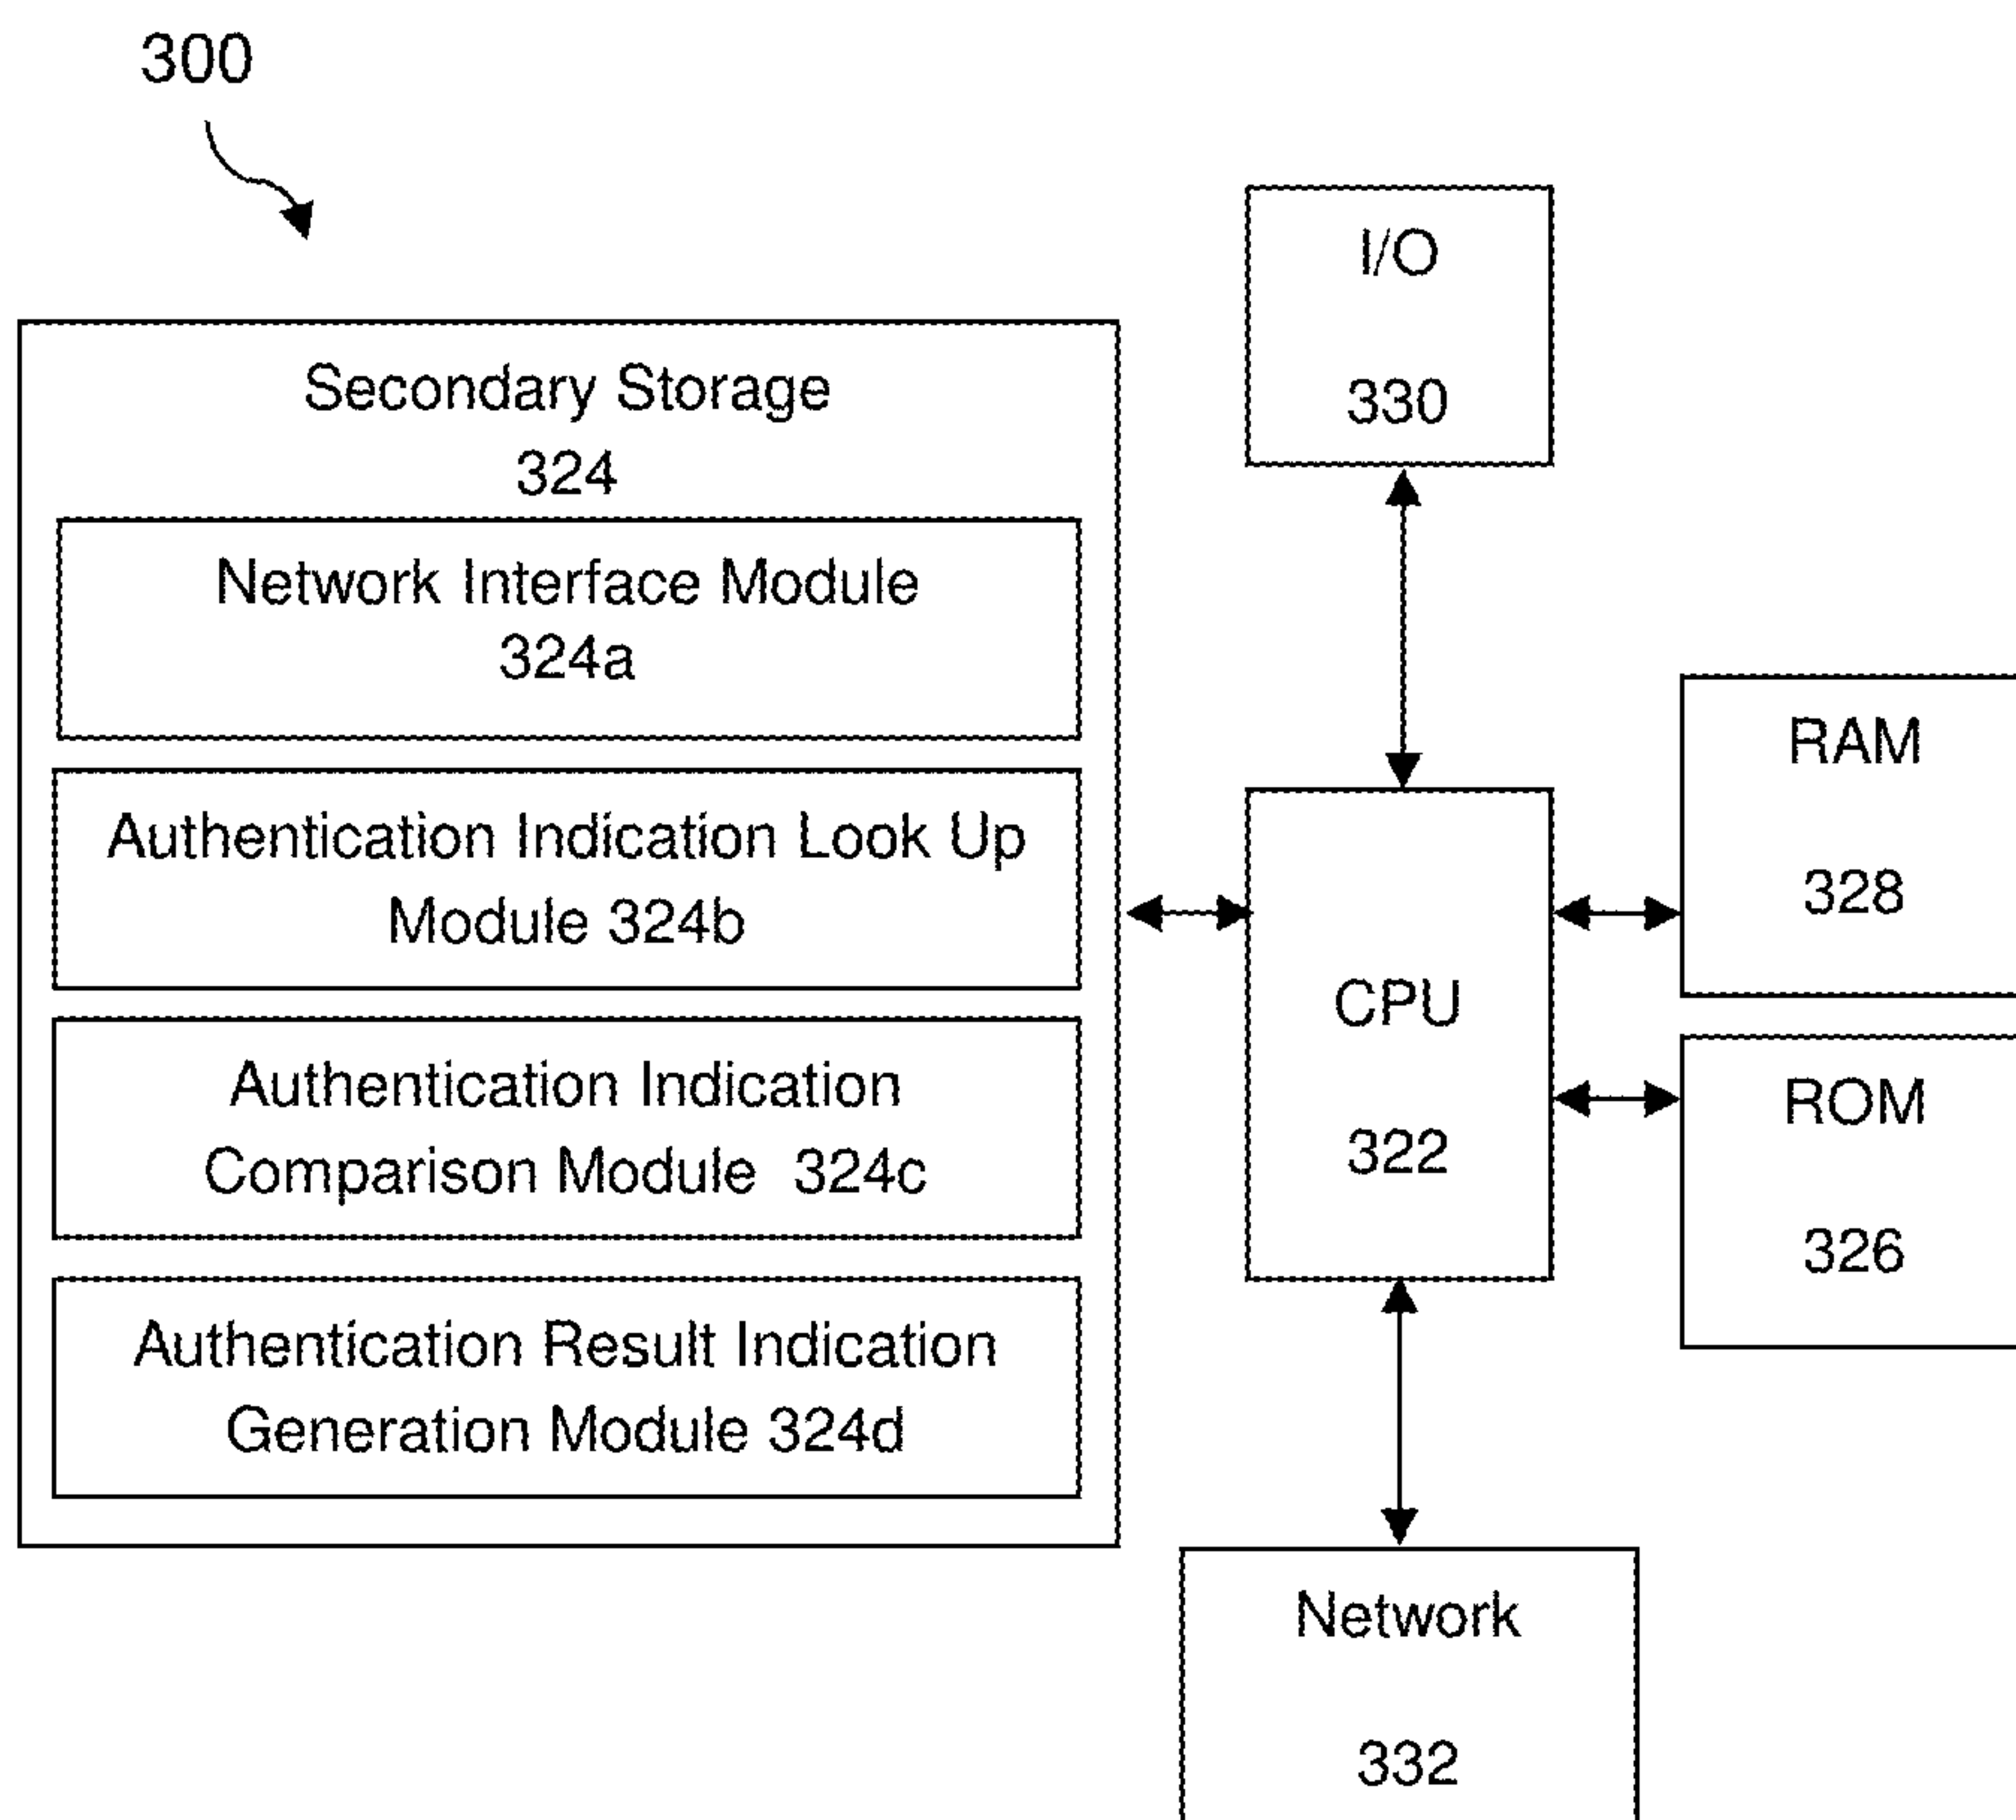 300
Secondary Storage
324
Network Interface Module
324a
Authentication Indication Look Up
Module 324b
Authentication Indication
Comparison Module 324c
Authentication Result Indication
Generation Module 324d
I/O
330
CPU
322
RAM
328
ROM
326
Network
332